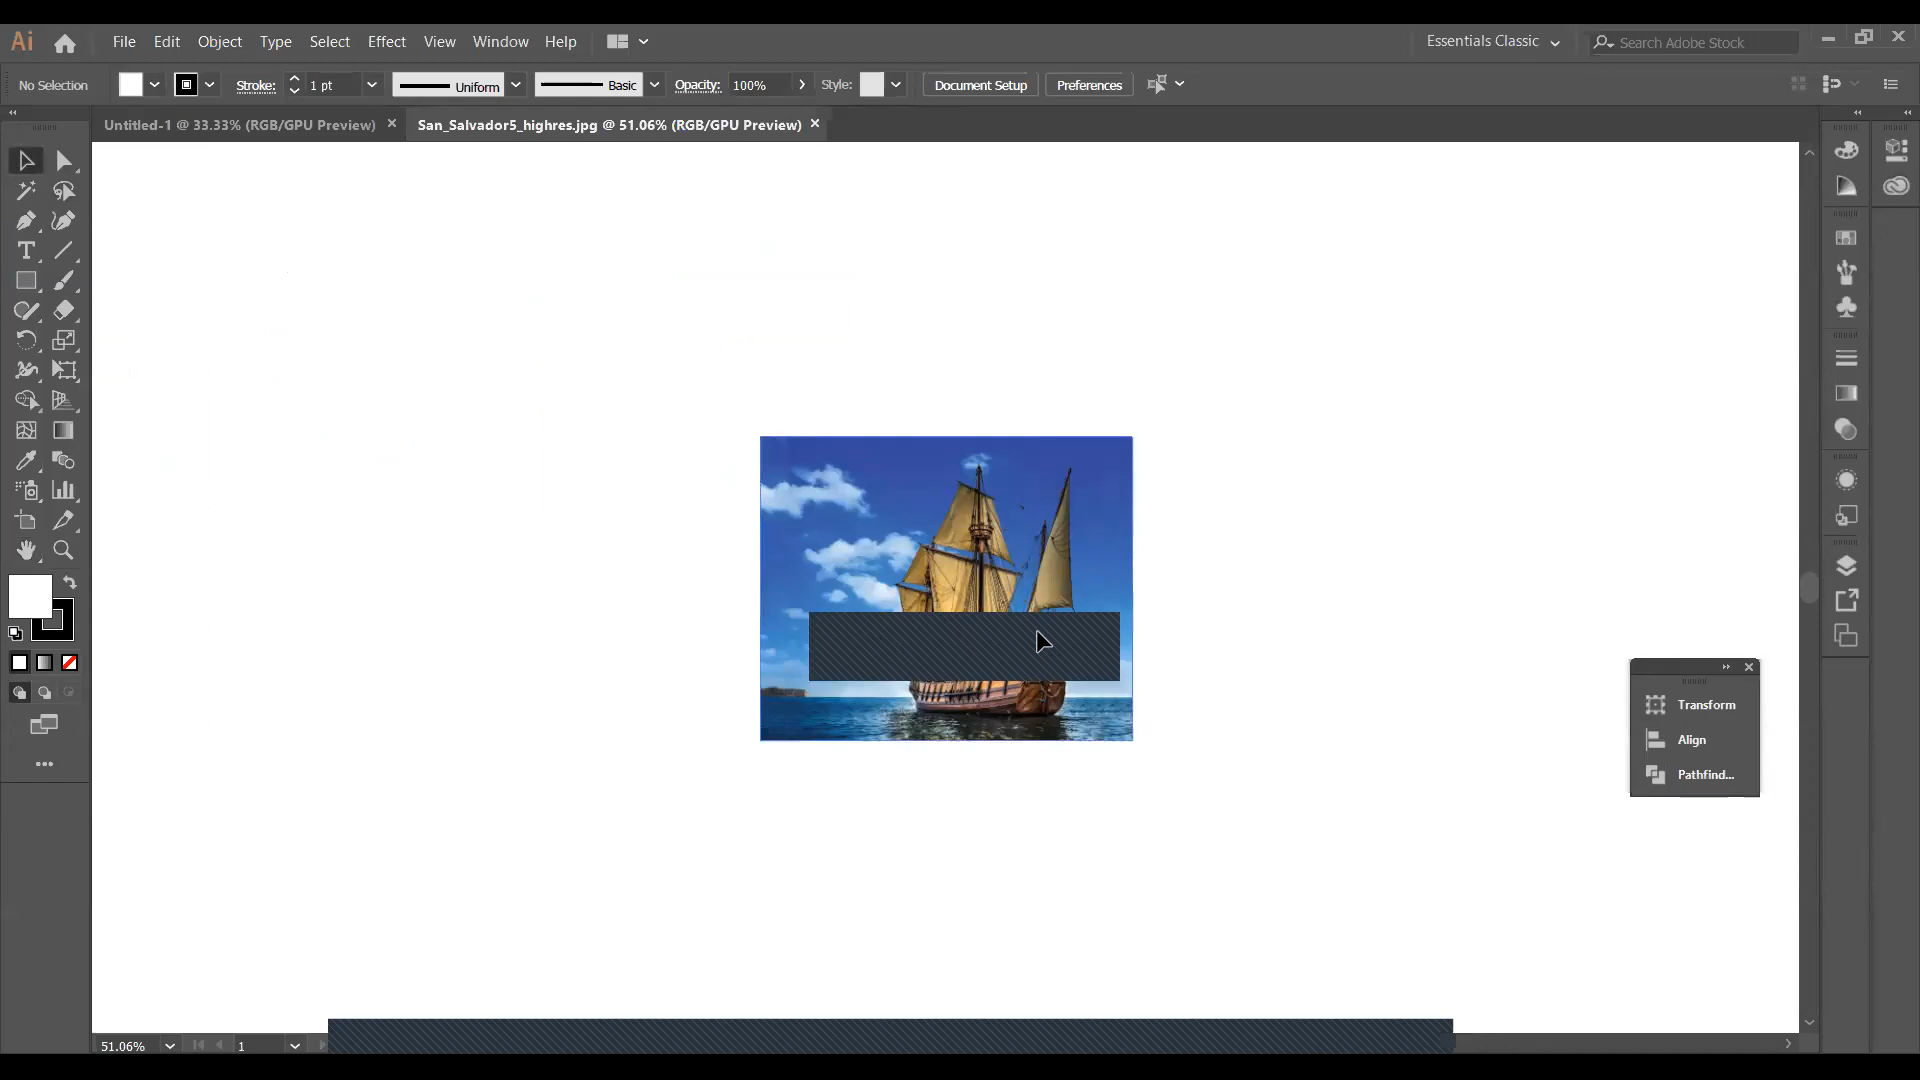 Ai File Edit Object Type Select Effect View Window Help Essentials Classic Search Adobe Stock
No Selection Stroke: 1 pt Uniform Basic Opacity: 100% Style: Document Setup Preferences
Untitled-1 @ 33.33% (RGB/GPU Preview) × San_Salvador5_highres.jpg @ 51.06% (RGB/GPU Preview) ×
Transform
Align
Pathfind...
51.06% 1